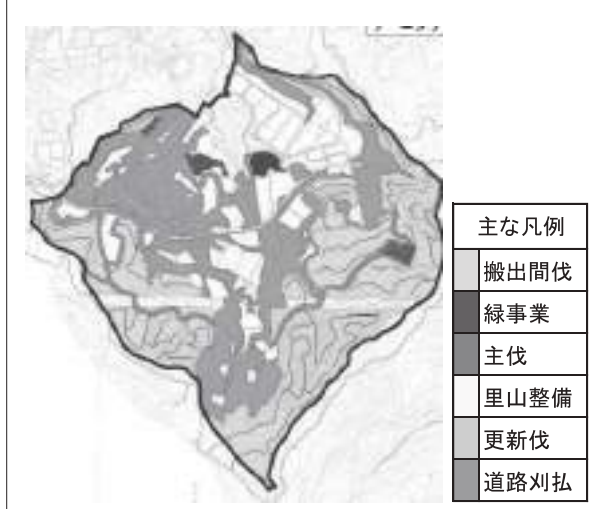 主な凡例
搬出間伐
緑事業
主伐
里山整備
更新伐
道路刈払